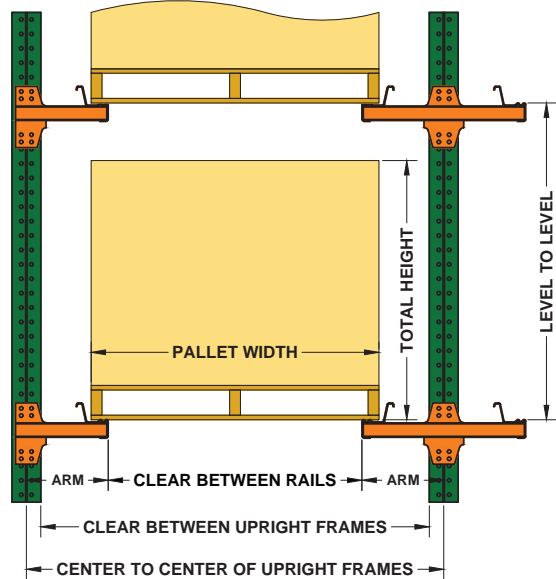 LEVEL TO LEVEL
TOTAL HEIGHT
PALLET WIDTH
ARM
CLEAR BETWEEN RAILS
ARM
CLEAR BETWEEN UPRIGHT FRAMES
CENTER TO CENTER OF UPRIGHT FRAMES